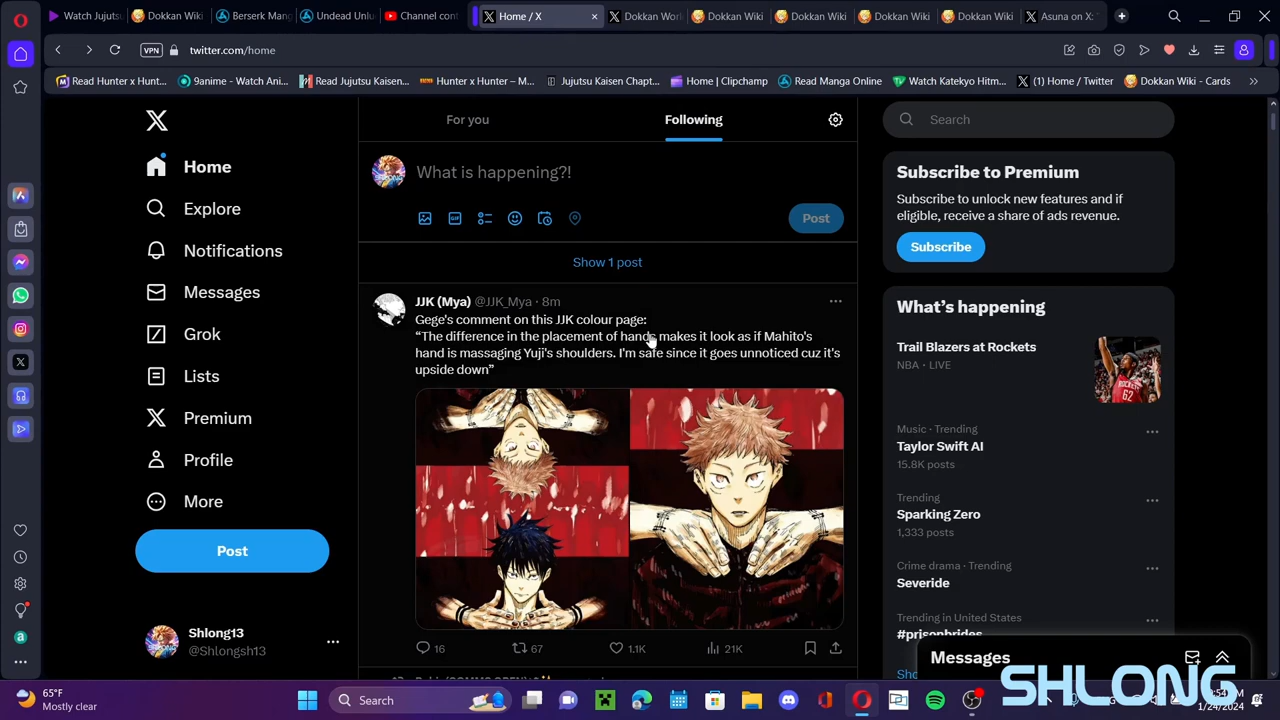 Watch Jujuts
Dokkan Wiki
Berserk Mang
Undead Unlu
Channel cont
Home / X
Dokkan Wor
Dokkan Wiki
Dokkan Wiki
Dokkan Wiki
Dokkan Wiki
Asuna on X: "
VPN
twitter.com/home
Read Hunter x Hunt...
9anime - Watch Ani...
Read Jujutsu Kaisen...
Hunter x Hunter – M...
Jujutsu Kaisen Chapt...
Home | Clipchamp
Read Manga Online
Watch Katekyo Hitm...
(1) Home / Twitter
Dokkan Wiki - Cards
Home
Explore
Notifications
Messages
Grok
Lists
Premium
Profile
More
Post
Shlong13
@Shlongsh13
For you
Following
What is happening?!
GIF
Post
Show 1 post
JJK (Mya) @JJK_Mya · 8m
Gege's comment on this JJK colour page:
“The difference in the placement of hands makes it look as if Mahito's
hand is massaging Yuji's shoulders. I'm safe since it goes unnoticed cuz it's
upside down”
16
67
1.1K
21K
Search
Subscribe to Premium
Subscribe to unlock new features and if
eligible, receive a share of ads revenue.
Subscribe
What’s happening
Trail Blazers at Rockets
NBA · LIVE
Music · Trending
Taylor Swift AI
15.8K posts
Trending
Sparking Zero
1,333 posts
Crime drama · Trending
Severide
Trending in United States
#prisonbrides
Messages
65°F
Mostly clear
Search
SHLONG
1/24/2024